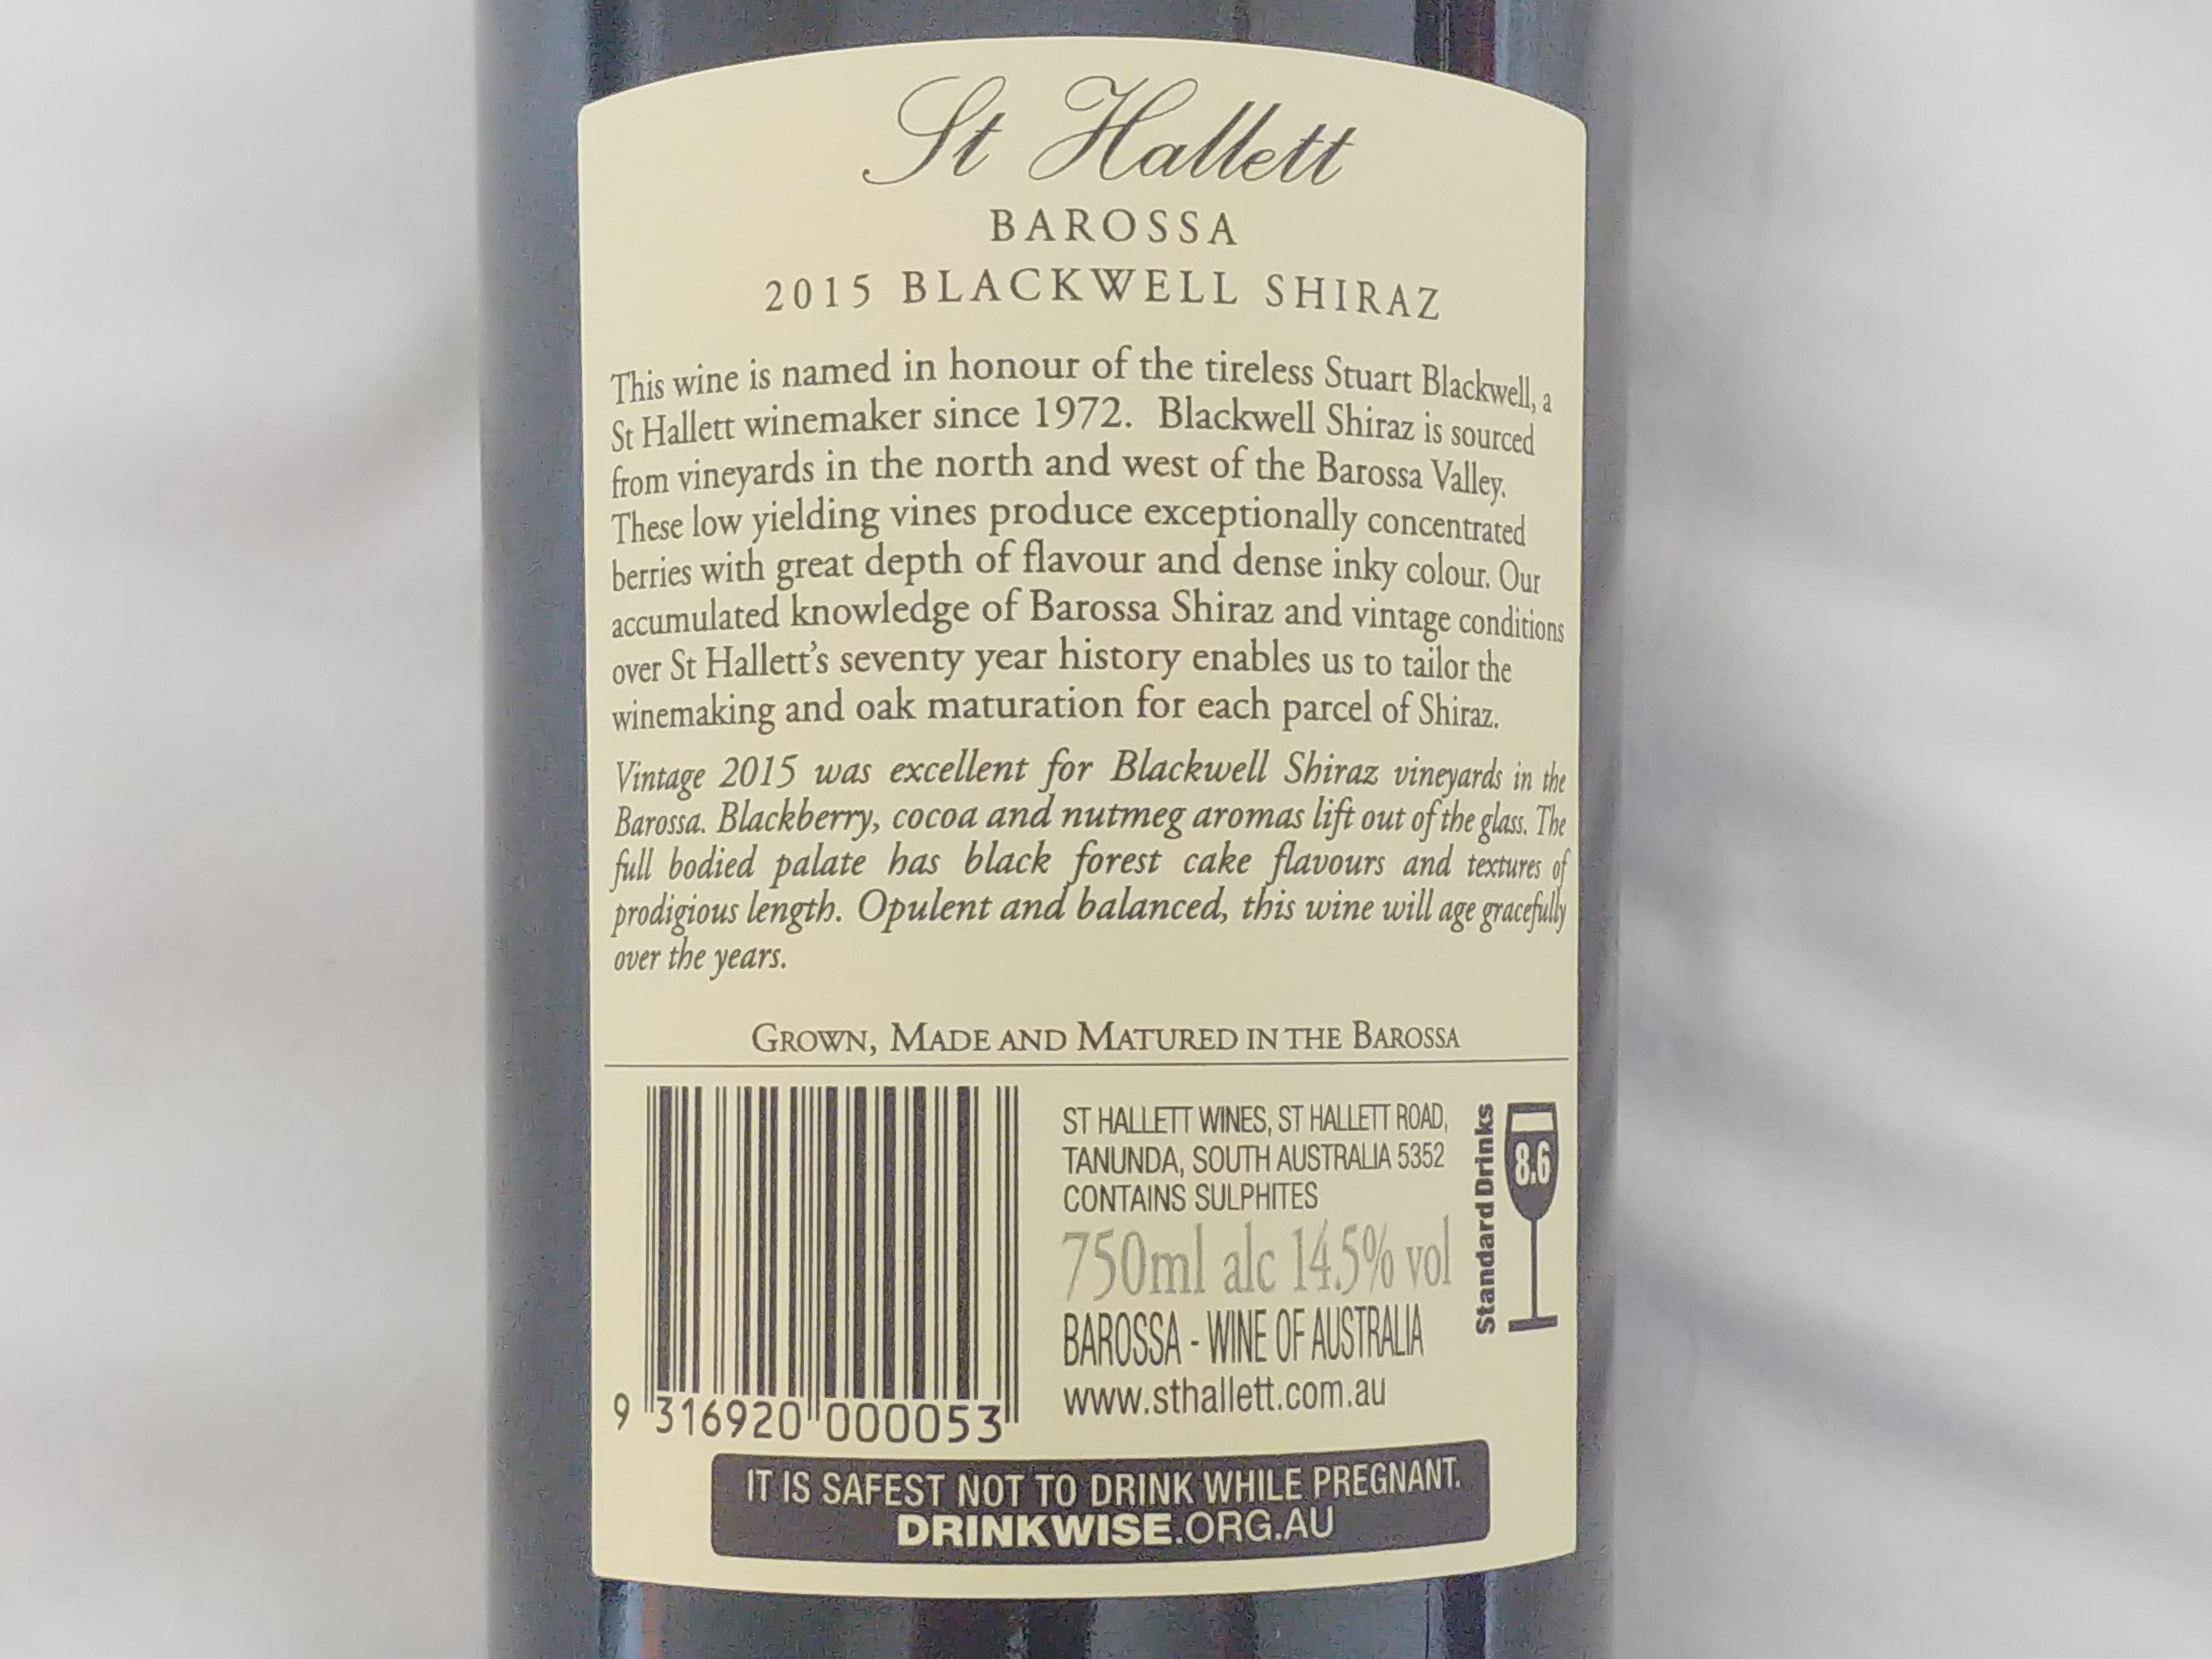 St Hallett
BAROSSA
2015 BLACKWELL SHIRAZ
This wine is named in honour of the tireless Stuart Blackwell, a
St Hallett winemaker since 1972. Blackwell Shiraz is sourced
from vineyards in the north and west of the Barossa Valley.
These low yielding vines produce exceptionally concentrated
berries with great depth of flavour and dense inky colour. Our
accumulated knowledge of Barossa Shiraz and vintage conditions
over St Hallett's seventy year history enables us to tailor the
winemaking and oak maturation for each parcel of Shiraz.
Vintage 2015 was excellent for Blackwell Shiraz vineyards in the
Barossa. Blackberry, cocoa and nutmeg aromas lift out of the glass. The
full bodied palate has black forest cake flavours and textures of
prodigious length. Opulent and balanced, this wine will age gracefully
over the years.
GROWN, MADE AND MATURED IN THE BAROSSA
ST HALLETT WINES, ST HALLETT ROAD,
TANUNDA, SOUTH AUSTRALIA 5352
CONTAINS SULPHITES
750ml alc 14.5% vol
BAROSSA - WINE OF AUSTRALIA
www.sthallett.com.au
Standard Drinks
8.6
9 316920 000053
IT IS SAFEST NOT TO DRINK WHILE PREGNANT.
DRINKWISE.ORG.AU